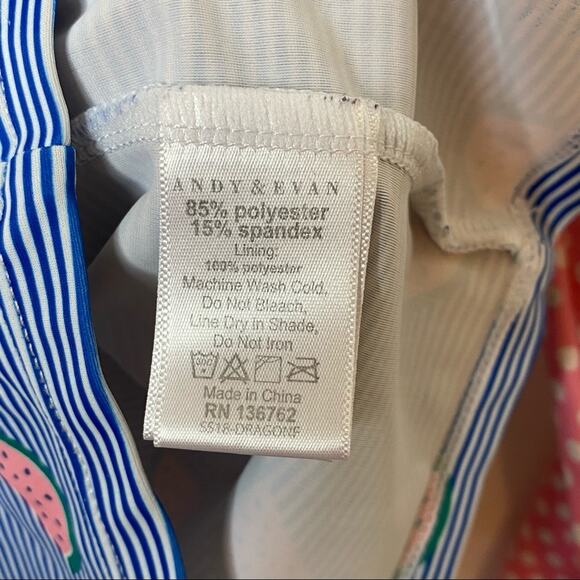 ANDY & EVAN
85% polyester
15% spandex
Lining:
100% polyester
Machine Wash Cold,
Do Not Bleach,
Line Dry in Shade,
Do Not Iron
Made in China
RN 136762